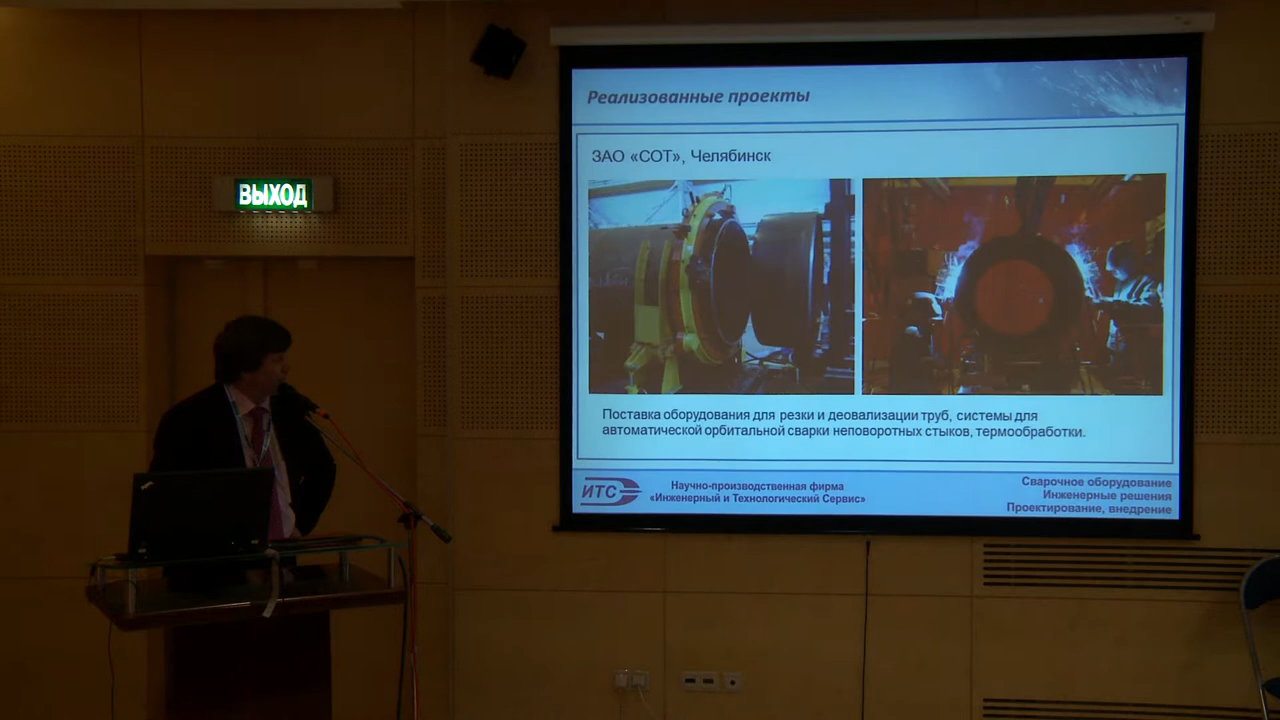 Реализованные проекты
ЗАО «СОТ», Челябинск
ВЫХОД
Поставка оборудования для резки и деовализации труб, системы для
автоматической орбитальной сварки неповоротных стыков, термообработки.
ИТС
Научно-производственная фирма
«Инженерный и Технологический Сервис»
Сварочное оборудование
Инженерные решения
Проектирование, внедрение